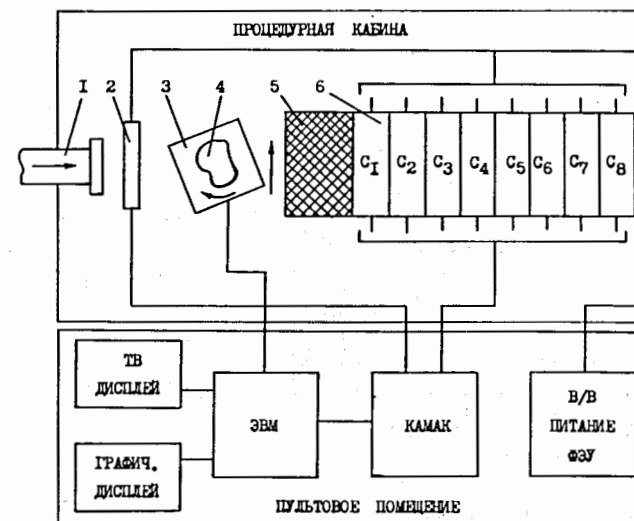 ПРОЦЕДУРНАЯ КАБИНА
I 2 3 4 5 6
C1 C2 C3 C4 C5 C6 C7 C8
ТВ
ДИСПЛЕЙ
ГРАФИЧ.
ДИСПЛЕЙ
ЭВМ
КАМАК
В/В
ПИТАНИЕ
ФЭУ
ПУЛЬТОВОЕ ПОМЕЩЕНИЕ